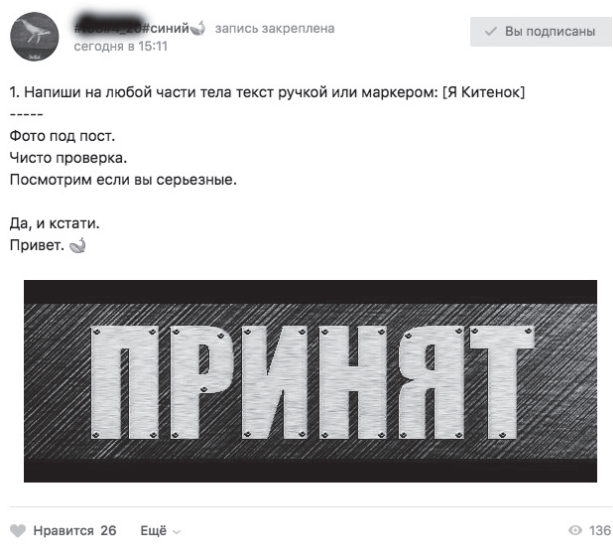 #синий🐋 запись закреплена
сегодня в 15:11
Вы подписаны
1. Напиши на любой части тела текст ручкой или маркером: [Я Китенок]
-----
Фото под пост.
Чисто проверка.
Посмотрим если вы серьезные.
Да, и кстати.
Привет. 🐋
ПРИНЯТ
Нравится 26 Ещё
136